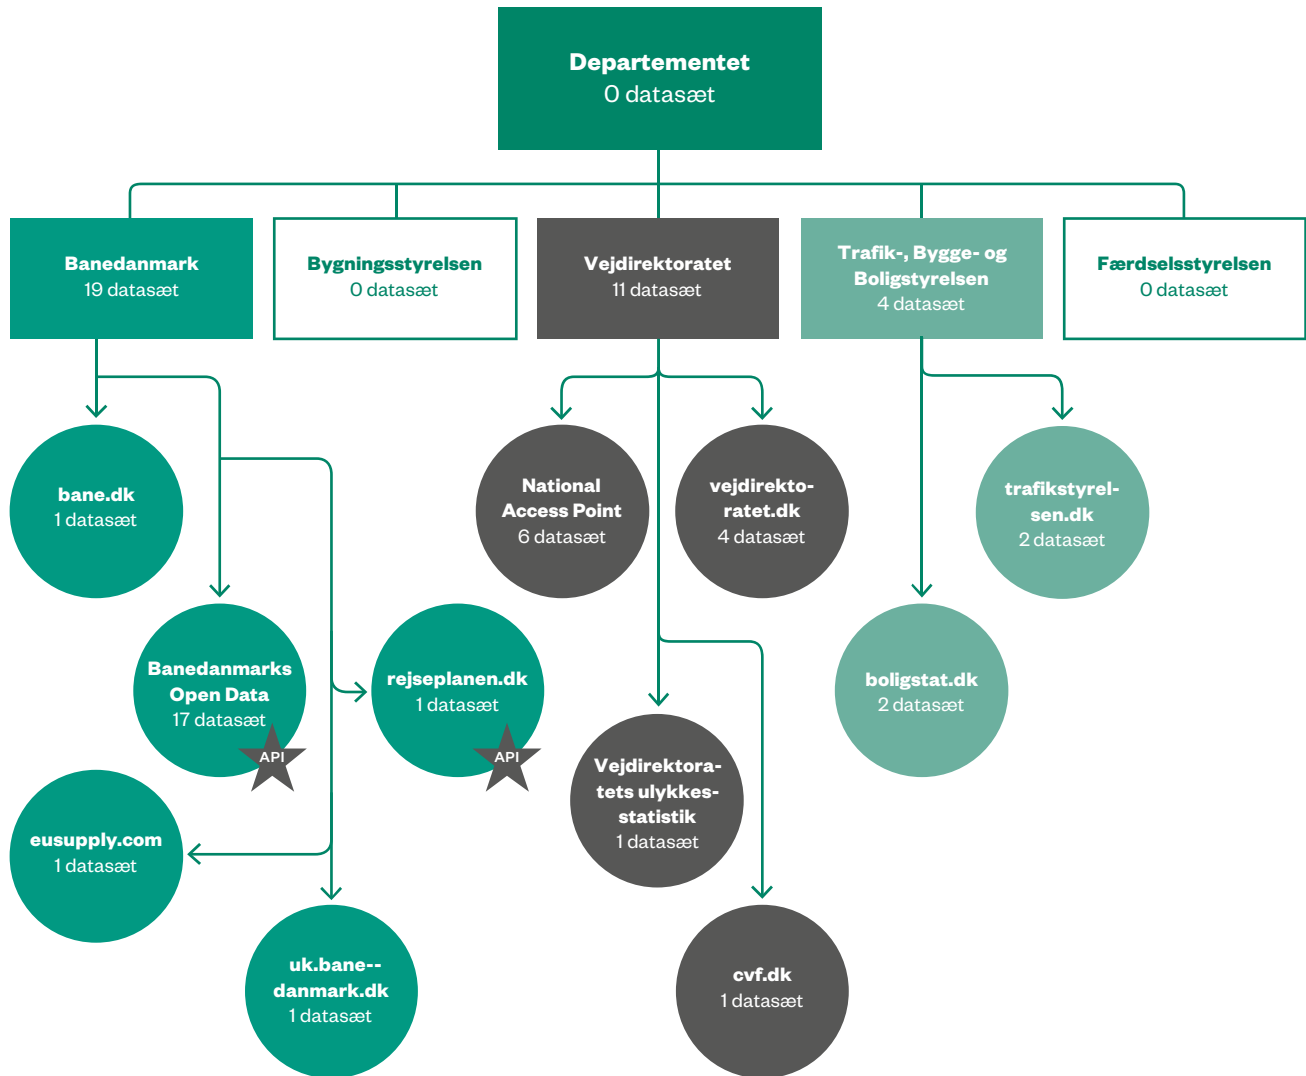 Departementet
0 datasæt
Banedanmark
19 datasæt
Bygningsstyrelsen
0 datasæt
Vejdirektoratet
11 datasæt
Trafik-, Bygge- og
Boligstyrelsen
4 datasæt
Færdselsstyrelsen
0 datasæt
bane.dk
1 datasæt
National
Access Point
6 datasæt
vejdirekto-
ratet.dk
4 datasæt
trafikstyrel-
sen.dk
2 datasæt
Banedanmarks
Open Data
17 datasæt
API
rejseplanen.dk
1 datasæt
API
boligstat.dk
2 datasæt
Vejdirektora-
tets ulykkes-
statistik
1 datasæt
eusupply.com
1 datasæt
uk.bane--
danmark.dk
1 datasæt
cvf.dk
1 datasæt